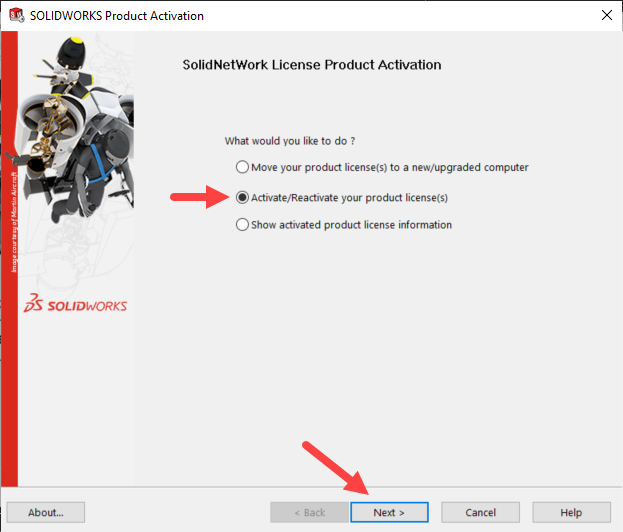 SOLIDWORKS Product Activation
SolidNetWork License Product Activation
What would you like to do ?
Move your product license(s) to a new/upgraded computer
Activate/Reactivate your product license(s)
Show activated product license information
Image courtesy of Martin Aircraft
SOLIDWORKS
About...
< Back
Next >
Cancel
Help